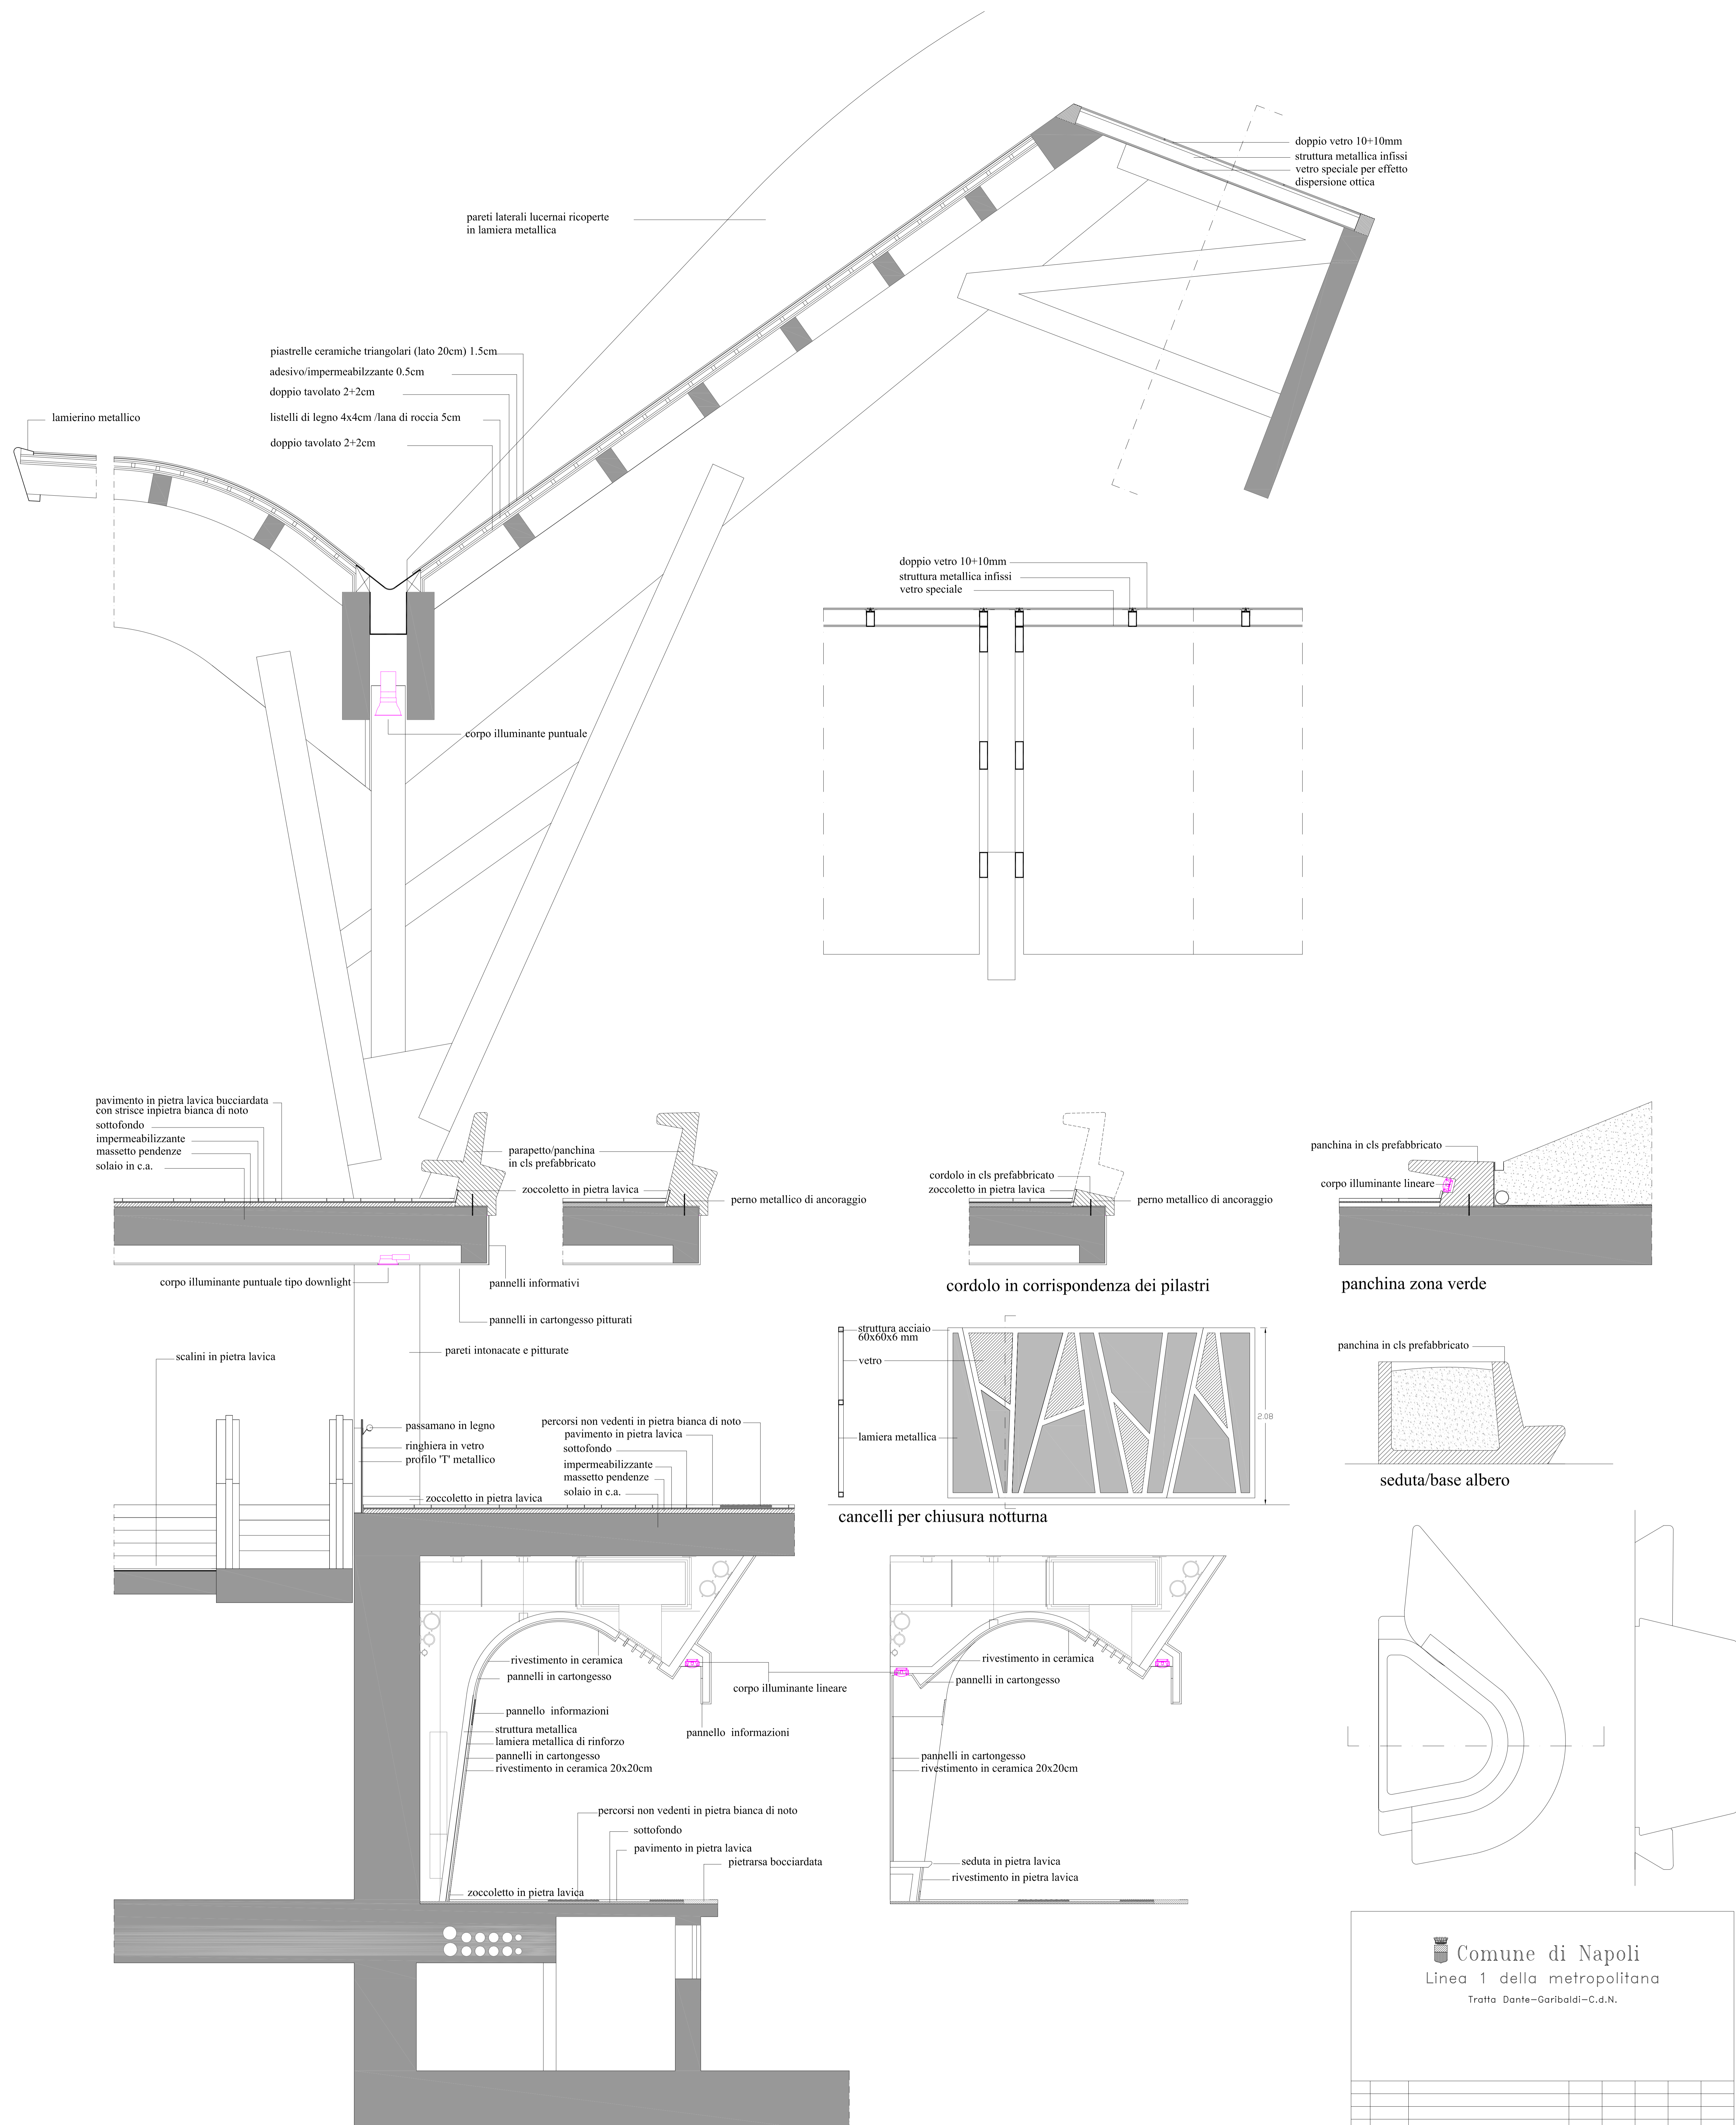 doppio vetro 10+10mm
struttura metallica infissi
vetro speciale per effetto
dispersione ottica
pareti laterali lucernai ricoperte
in lamiera metallica
piastrelle ceramiche triangolari (lato 20cm) 1.5cm
adesivo/impermeabilzzante 0.5cm
doppio tavolato 2+2cm
listelli di legno 4x4cm /lana di roccia 5cm
doppio tavolato 2+2cm
lamierino metallico
doppio vetro 10+10mm
struttura metallica infissi
vetro speciale
corpo illuminante puntuale
pavimento in pietra lavica bucciardata
con strisce inpietra bianca di noto
sottofondo
impermeabilizzante
massetto pendenze
solaio in c.a.
parapetto/panchina
in cls prefabbricato
zoccoletto in pietra lavica
perno metallico di ancoraggio
cordolo in cls prefabbricato
zoccoletto in pietra lavica
perno metallico di ancoraggio
panchina in cls prefabbricato
corpo illuminante lineare
corpo illuminante puntuale tipo downlight
pannelli informativi
cordolo in corrispondenza dei pilastri
panchina zona verde
pannelli in cartongesso pitturati
pareti intonacate e pitturate
scalini in pietra lavica
struttura acciaio
60x60x6 mm
vetro
lamiera metallica
2.08
cancelli per chiusura notturna
panchina in cls prefabbricato
seduta/base albero
passamano in legno
ringhiera in vetro
profilo 'T' metallico
zoccoletto in pietra lavica
percorsi non vedenti in pietra bianca di noto
pavimento in pietra lavica
sottofondo
impermeabilizzante
massetto pendenze
solaio in c.a.
rivestimento in ceramica
pannelli in cartongesso
pannello informazioni
struttura metallica
lamiera metallica di rinforzo
pannelli in cartongesso
rivestimento in ceramica 20x20cm
corpo illuminante lineare
pannello informazioni
rivestimento in ceramica
pannelli in cartongesso
pannelli in cartongesso
rivestimento in ceramica 20x20cm
percorsi non vedenti in pietra bianca di noto
sottofondo
pavimento in pietra lavica
pietrarsa bocciardata
zoccoletto in pietra lavica
seduta in pietra lavica
rivestimento in pietra lavica
Comune di Napoli
Linea 1 della metropolitana
Tratta Dante-Garibaldi-C.d.N.